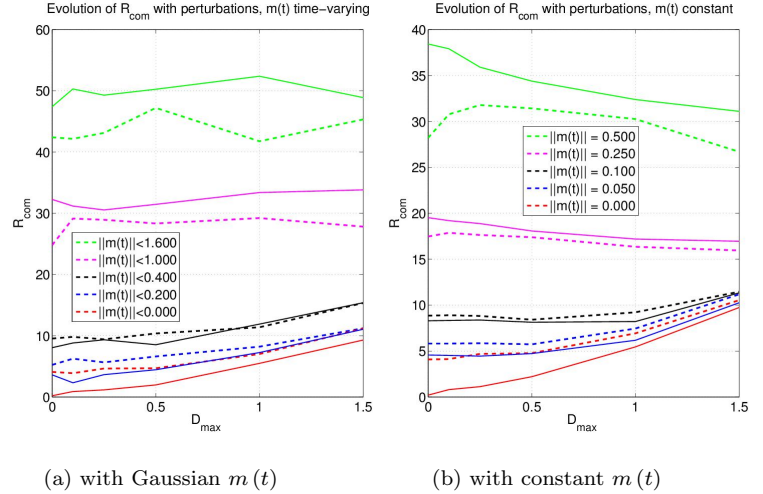 Evolution of R_com with perturbations, m(t) time−varying
60
50
40
30
20
10
0
R_com
||m(t)||<1.600
||m(t)||<1.000
||m(t)||<0.400
||m(t)||<0.200
||m(t)||<0.000
0
0.5
1
1.5
D_max
(a) with Gaussian m (t)
Evolution of R_com with perturbations, m(t) constant
40
35
30
25
20
15
10
5
0
R_com
||m(t)|| = 0.500
||m(t)|| = 0.250
||m(t)|| = 0.100
||m(t)|| = 0.050
||m(t)|| = 0.000
0
0.5
1
1.5
D_max
(b) with constant m (t)